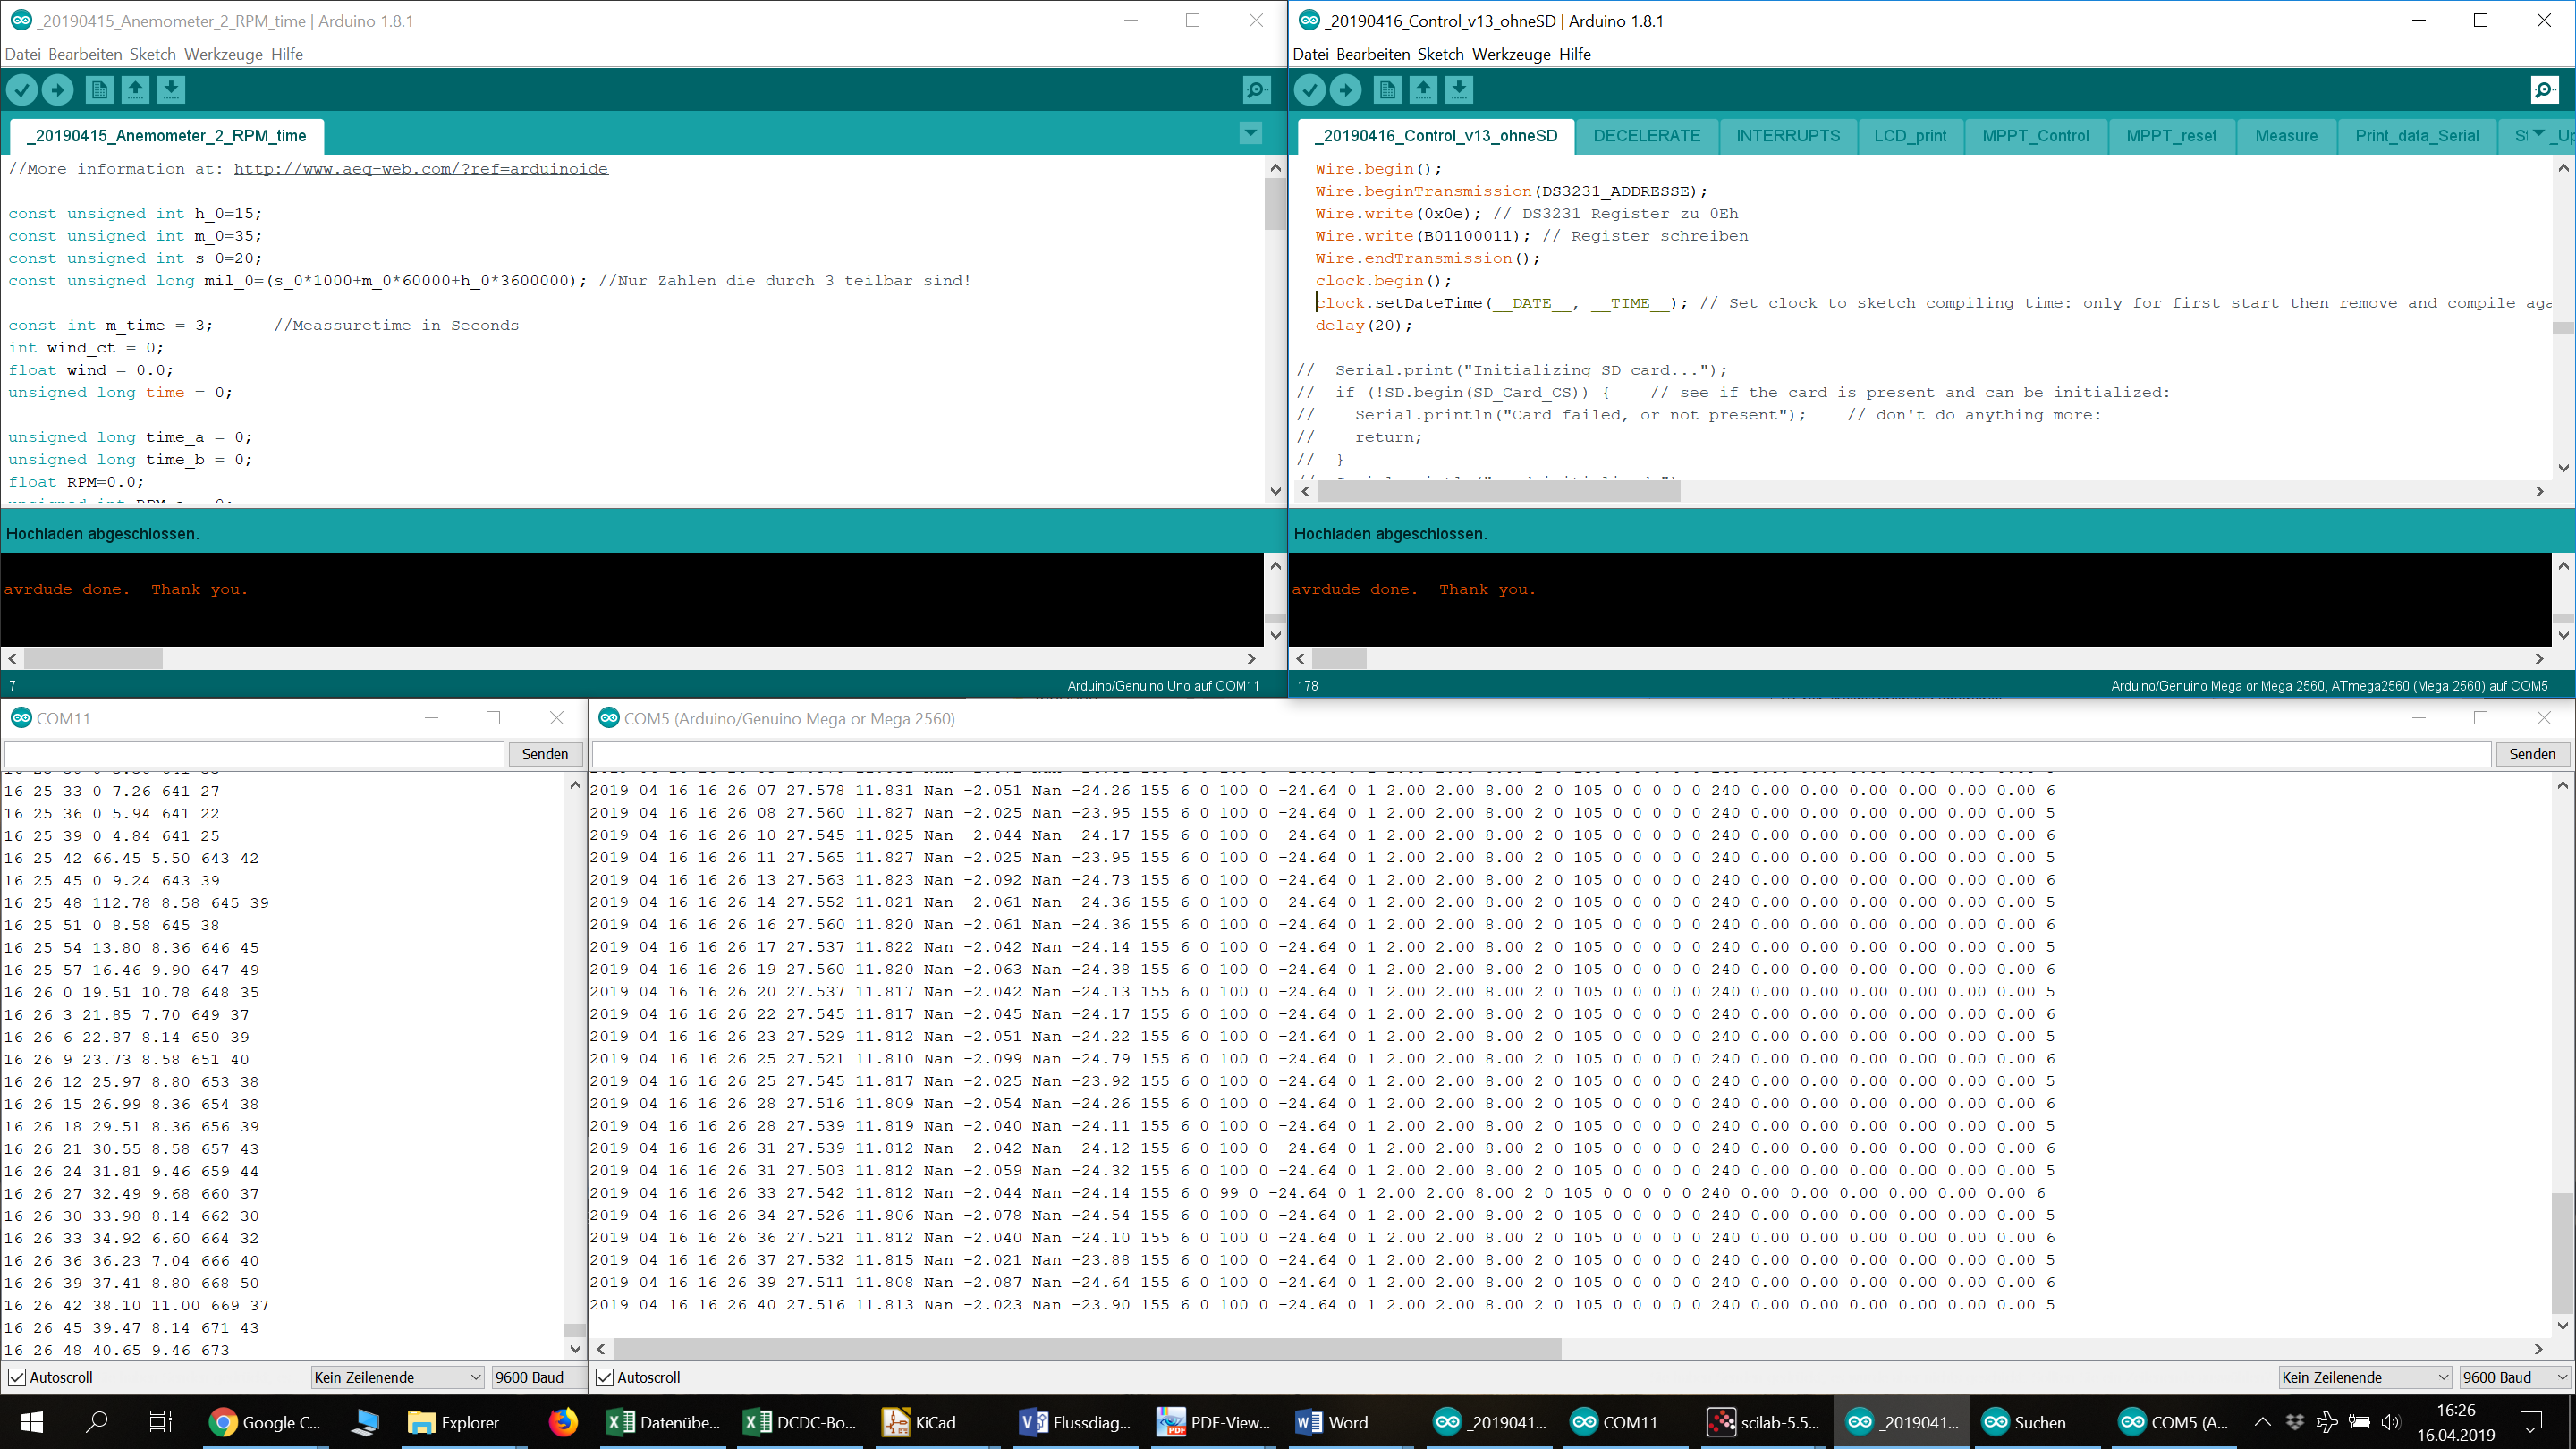 _20190415_Anemometer_2_RPM_time | Arduino 1.8.1
Datei Bearbeiten Sketch Werkzeuge Hilfe
_20190415_Anemometer_2_RPM_time
//More information at: http://www.aeq-web.com/?ref=arduinoide
const unsigned int h_0=15;
const unsigned int m_0=35;
const unsigned int s_0=20;
const unsigned long mil_0=(s_0*1000+m_0*60000+h_0*3600000); //Nur Zahlen die durch 3 teilbar sind!
const int m_time = 3;      //Meassuretime in Seconds
int wind_ct = 0;
float wind = 0.0;
unsigned long time = 0;
unsigned long time_a = 0;
unsigned long time_b = 0;
float RPM=0.0;
Hochladen abgeschlossen.
avrdude done.  Thank you.
7
Arduino/Genuino Uno auf COM11
_20190416_Control_v13_ohneSD | Arduino 1.8.1
Datei Bearbeiten Sketch Werkzeuge Hilfe
_20190416_Control_v13_ohneSD DECELERATE INTERRUPTS LCD_print MPPT_Control MPPT_reset Measure Print_data_Serial
Wire.begin();
Wire.beginTransmission(DS3231_ADDRESSE);
Wire.write(0x0e); // DS3231 Register zu 0Eh
Wire.write(B01100011); // Register schreiben
Wire.endTransmission();
clock.begin();
clock.setDateTime(__DATE__, __TIME__); // Set clock to sketch compiling time: only for first start then remove and compile aga
delay(20);
//  Serial.print("Initializing SD card...");
//  if (!SD.begin(SD_Card_CS)) {    // see if the card is present and can be initialized:
//    Serial.println("Card failed, or not present");    // don't do anything more:
//    return;
//  }
Hochladen abgeschlossen.
avrdude done.  Thank you.
178
Arduino/Genuino Mega or Mega 2560, ATmega2560 (Mega 2560) auf COM5
COM11
Senden
16 25 33 0 7.26 641 27
16 25 36 0 5.94 641 22
16 25 39 0 4.84 641 25
16 25 42 66.45 5.50 643 42
16 25 45 0 9.24 643 39
16 25 48 112.78 8.58 645 39
16 25 51 0 8.58 645 38
16 25 54 13.80 8.36 646 45
16 25 57 16.46 9.90 647 49
16 26 0 19.51 10.78 648 35
16 26 3 21.85 7.70 649 37
16 26 6 22.87 8.14 650 39
16 26 9 23.73 8.58 651 40
16 26 12 25.97 8.80 653 38
16 26 15 26.99 8.36 654 38
16 26 18 29.51 8.36 656 39
16 26 21 30.55 8.58 657 43
16 26 24 31.81 9.46 659 44
16 26 27 32.49 9.68 660 37
16 26 30 33.98 8.14 662 30
16 26 33 34.92 6.60 664 32
16 26 36 36.23 7.04 666 40
16 26 39 37.41 8.80 668 50
16 26 42 38.10 11.00 669 37
16 26 45 39.47 8.14 671 43
16 26 48 40.65 9.46 673
Autoscroll
Kein Zeilenende
9600 Baud
COM5 (Arduino/Genuino Mega or Mega 2560)
Senden
2019 04 16 16 26 07 27.578 11.831 Nan -2.051 Nan -24.26 155 6 0 100 0 -24.64 0 1 2.00 2.00 8.00 2 0 105 0 0 0 0 0 240 0.00 0.00 0.00 0.00 0.00 0.00 6
2019 04 16 16 26 08 27.560 11.827 Nan -2.025 Nan -23.95 155 6 0 100 0 -24.64 0 1 2.00 2.00 8.00 2 0 105 0 0 0 0 0 240 0.00 0.00 0.00 0.00 0.00 0.00 5
2019 04 16 16 26 10 27.545 11.825 Nan -2.044 Nan -24.17 155 6 0 100 0 -24.64 0 1 2.00 2.00 8.00 2 0 105 0 0 0 0 0 240 0.00 0.00 0.00 0.00 0.00 0.00 6
2019 04 16 16 26 11 27.565 11.827 Nan -2.025 Nan -23.95 155 6 0 100 0 -24.64 0 1 2.00 2.00 8.00 2 0 105 0 0 0 0 0 240 0.00 0.00 0.00 0.00 0.00 0.00 5
2019 04 16 16 26 13 27.563 11.823 Nan -2.092 Nan -24.73 155 6 0 100 0 -24.64 0 1 2.00 2.00 8.00 2 0 105 0 0 0 0 0 240 0.00 0.00 0.00 0.00 0.00 0.00 6
2019 04 16 16 26 14 27.552 11.821 Nan -2.061 Nan -24.36 155 6 0 100 0 -24.64 0 1 2.00 2.00 8.00 2 0 105 0 0 0 0 0 240 0.00 0.00 0.00 0.00 0.00 0.00 5
2019 04 16 16 26 16 27.560 11.820 Nan -2.061 Nan -24.36 155 6 0 100 0 -24.64 0 1 2.00 2.00 8.00 2 0 105 0 0 0 0 0 240 0.00 0.00 0.00 0.00 0.00 0.00 6
2019 04 16 16 26 17 27.537 11.822 Nan -2.042 Nan -24.14 155 6 0 100 0 -24.64 0 1 2.00 2.00 8.00 2 0 105 0 0 0 0 0 240 0.00 0.00 0.00 0.00 0.00 0.00 5
2019 04 16 16 26 19 27.560 11.820 Nan -2.063 Nan -24.38 155 6 0 100 0 -24.64 0 1 2.00 2.00 8.00 2 0 105 0 0 0 0 0 240 0.00 0.00 0.00 0.00 0.00 0.00 6
2019 04 16 16 26 20 27.537 11.817 Nan -2.042 Nan -24.13 155 6 0 100 0 -24.64 0 1 2.00 2.00 8.00 2 0 105 0 0 0 0 0 240 0.00 0.00 0.00 0.00 0.00 0.00 5
2019 04 16 16 26 22 27.545 11.817 Nan -2.045 Nan -24.17 155 6 0 100 0 -24.64 0 1 2.00 2.00 8.00 2 0 105 0 0 0 0 0 240 0.00 0.00 0.00 0.00 0.00 0.00 6
2019 04 16 16 26 23 27.529 11.812 Nan -2.051 Nan -24.22 155 6 0 100 0 -24.64 0 1 2.00 2.00 8.00 2 0 105 0 0 0 0 0 240 0.00 0.00 0.00 0.00 0.00 0.00 5
2019 04 16 16 26 25 27.521 11.810 Nan -2.099 Nan -24.79 155 6 0 100 0 -24.64 0 1 2.00 2.00 8.00 2 0 105 0 0 0 0 0 240 0.00 0.00 0.00 0.00 0.00 0.00 6
2019 04 16 16 26 25 27.545 11.817 Nan -2.025 Nan -23.92 155 6 0 100 0 -24.64 0 1 2.00 2.00 8.00 2 0 105 0 0 0 0 0 240 0.00 0.00 0.00 0.00 0.00 0.00 5
2019 04 16 16 26 28 27.516 11.809 Nan -2.054 Nan -24.26 155 6 0 100 0 -24.64 0 1 2.00 2.00 8.00 2 0 105 0 0 0 0 0 240 0.00 0.00 0.00 0.00 0.00 0.00 6
2019 04 16 16 26 28 27.539 11.819 Nan -2.040 Nan -24.11 155 6 0 100 0 -24.64 0 1 2.00 2.00 8.00 2 0 105 0 0 0 0 0 240 0.00 0.00 0.00 0.00 0.00 0.00 5
2019 04 16 16 26 31 27.539 11.812 Nan -2.042 Nan -24.12 155 6 0 100 0 -24.64 0 1 2.00 2.00 8.00 2 0 105 0 0 0 0 0 240 0.00 0.00 0.00 0.00 0.00 0.00 6
2019 04 16 16 26 31 27.503 11.812 Nan -2.059 Nan -24.32 155 6 0 100 0 -24.64 0 1 2.00 2.00 8.00 2 0 105 0 0 0 0 0 240 0.00 0.00 0.00 0.00 0.00 0.00 5
2019 04 16 16 26 33 27.542 11.812 Nan -2.044 Nan -24.14 155 6 0 99 0 -24.64 0 1 2.00 2.00 8.00 2 0 105 0 0 0 0 0 240 0.00 0.00 0.00 0.00 0.00 0.00 6
2019 04 16 16 26 34 27.526 11.806 Nan -2.078 Nan -24.54 155 6 0 100 0 -24.64 0 1 2.00 2.00 8.00 2 0 105 0 0 0 0 0 240 0.00 0.00 0.00 0.00 0.00 0.00 5
2019 04 16 16 26 36 27.521 11.812 Nan -2.040 Nan -24.10 155 6 0 100 0 -24.64 0 1 2.00 2.00 8.00 2 0 105 0 0 0 0 0 240 0.00 0.00 0.00 0.00 0.00 0.00 6
2019 04 16 16 26 37 27.532 11.815 Nan -2.021 Nan -23.88 155 6 0 100 0 -24.64 0 1 2.00 2.00 8.00 2 0 105 0 0 0 0 0 240 0.00 0.00 0.00 0.00 0.00 0.00 5
2019 04 16 16 26 39 27.511 11.808 Nan -2.087 Nan -24.64 155 6 0 100 0 -24.64 0 1 2.00 2.00 8.00 2 0 105 0 0 0 0 0 240 0.00 0.00 0.00 0.00 0.00 0.00 6
2019 04 16 16 26 40 27.516 11.813 Nan -2.023 Nan -23.90 155 6 0 100 0 -24.64 0 1 2.00 2.00 8.00 2 0 105 0 0 0 0 0 240 0.00 0.00 0.00 0.00 0.00 0.00 5
Autoscroll
Kein Zeilenende
9600 Baud
Google C... Explorer Datenübe... DCDC-Bo... KiCad Flussdiag... PDF-View... Word _2019041... COM11 scilab-5.5... _2019041... Suchen COM5 (A...
16:26
16.04.2019